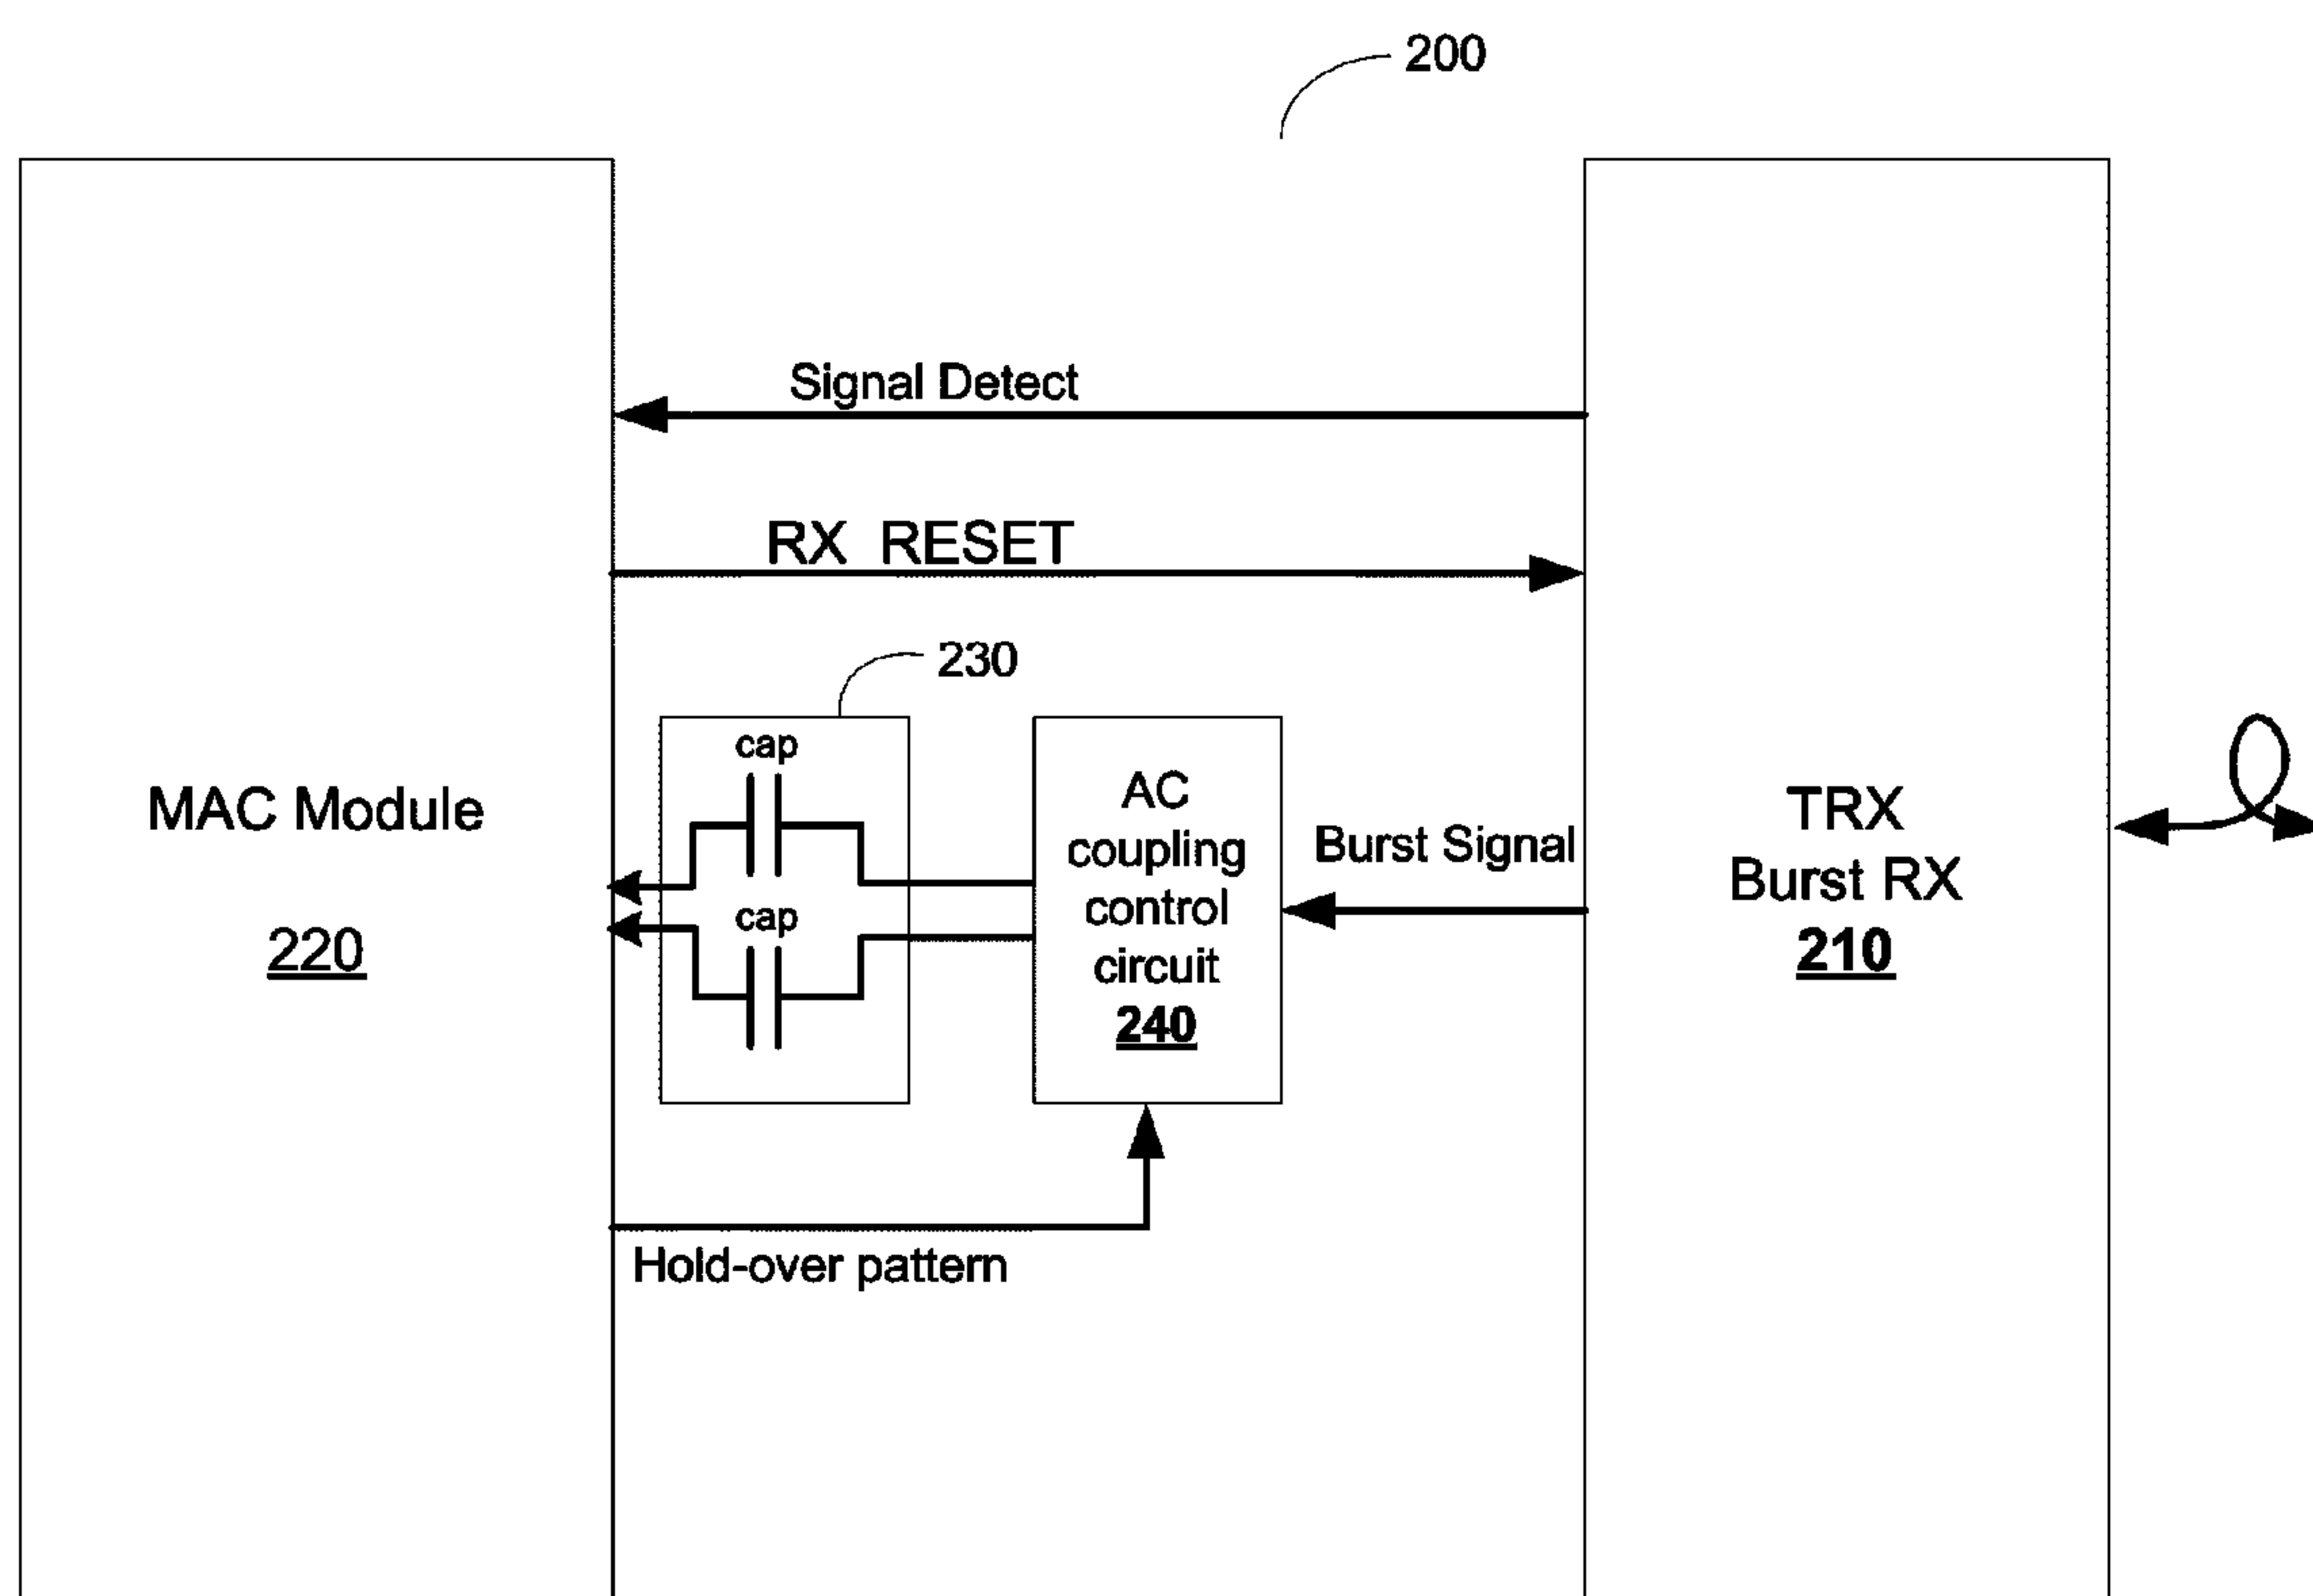 200
Signal Detect
RX RESET
230
cap
cap
MAC Module
220
AC
coupling
control
circuit
240
Burst Signal
TRX
Burst RX
210
Hold-over pattern